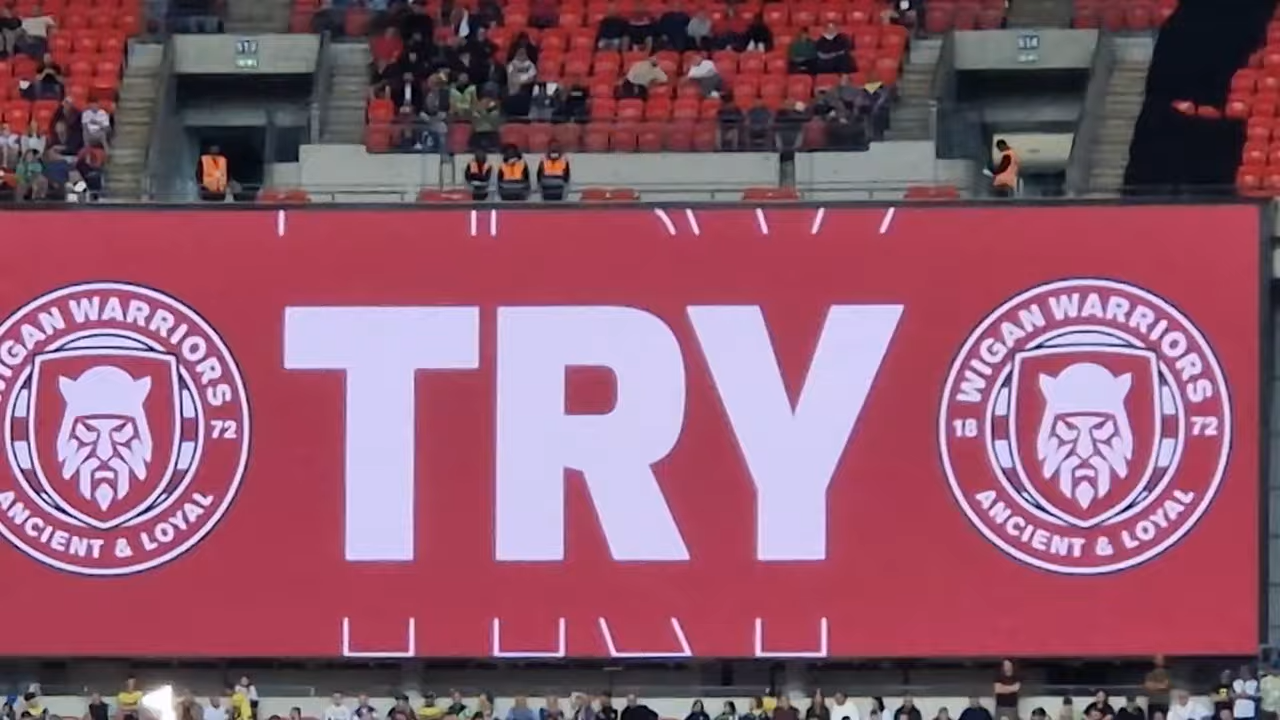 WIGAN WARRIORS
72
ANCIENT & LOYAL
TRY
WIGAN WARRIORS
18 72
ANCIENT & LOYAL